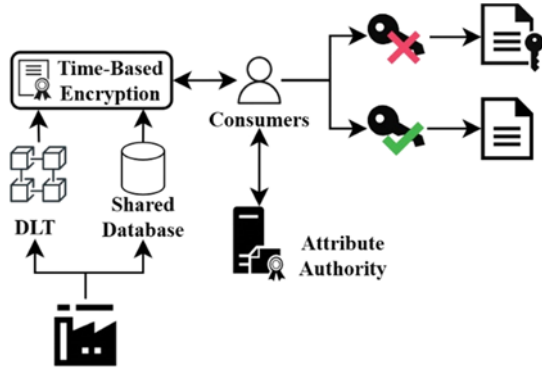 Time-Based
Encryption
Consumers
DLT
Shared
Database
Attribute
Authority